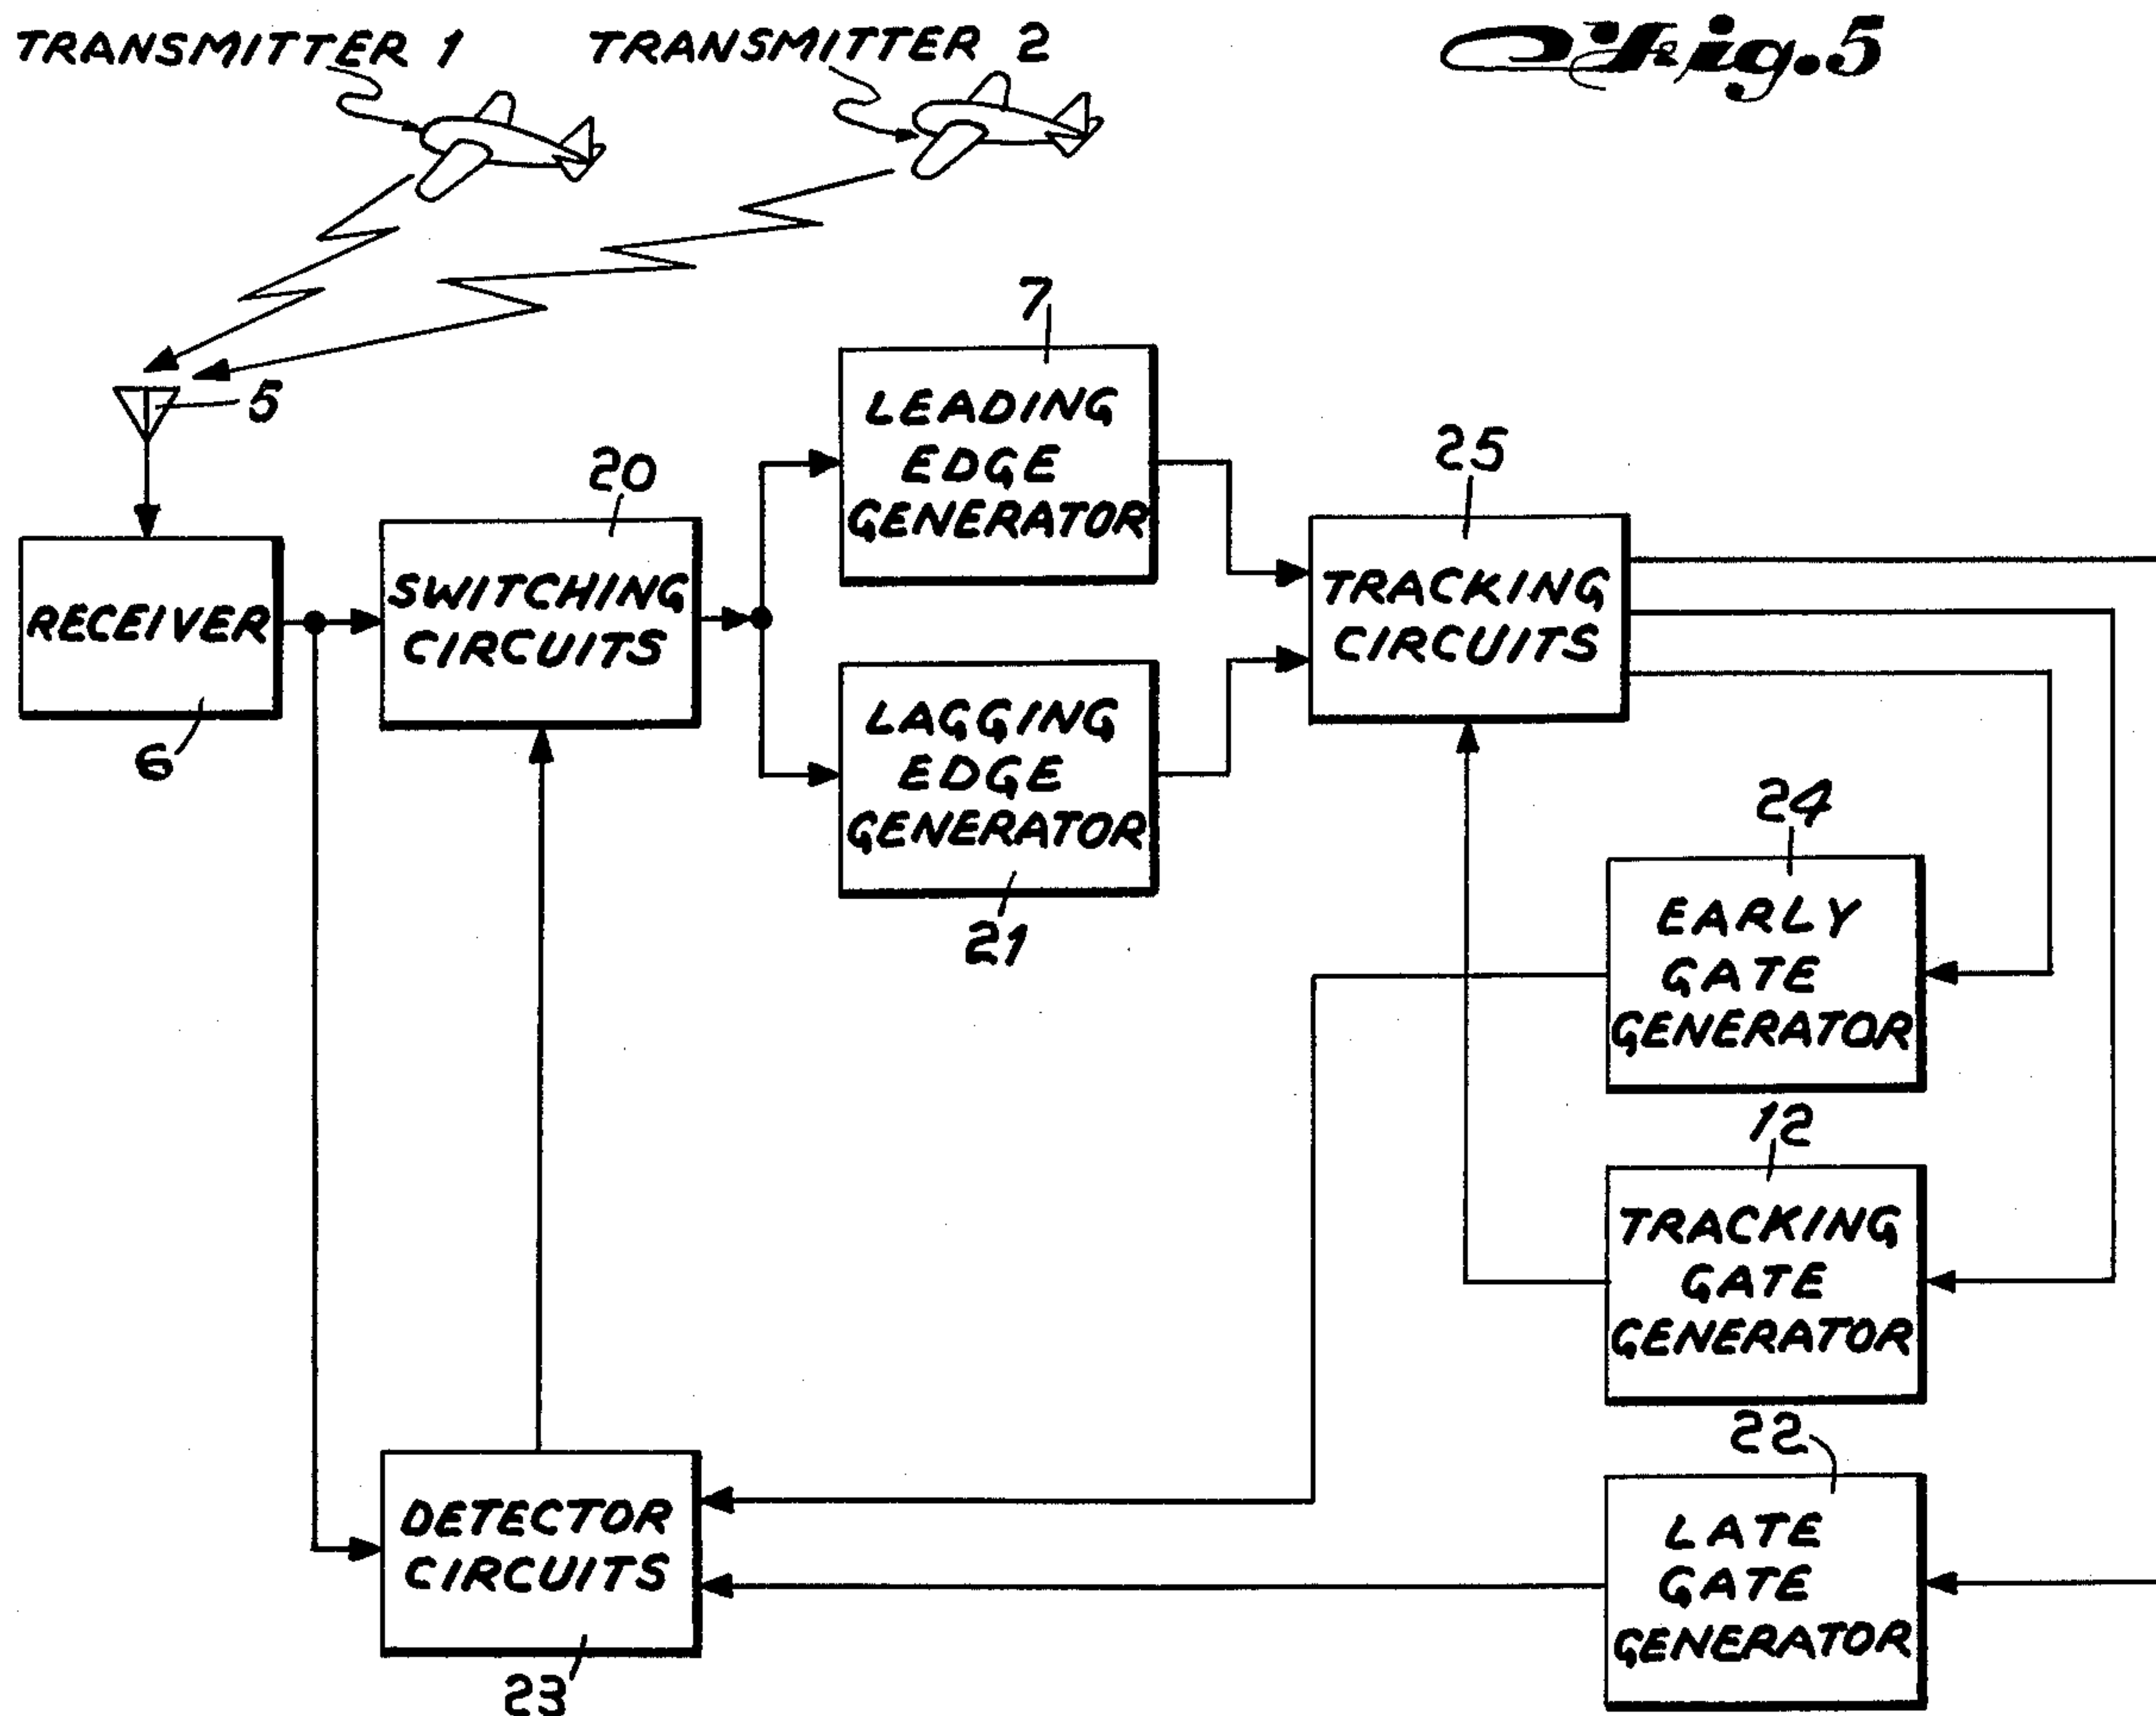 TRANSMITTER 1
TRANSMITTER 2
Fig.5
5
7
LEADING
EDGE
GENERATOR
20
SWITCHING
CIRCUITS
25
TRACKING
CIRCUITS
RECEIVER
6
LAGGING
EDGE
GENERATOR
21
24
EARLY
GATE
GENERATOR
12
TRACKING
GATE
GENERATOR
22
LATE
GATE
GENERATOR
DETECTOR
CIRCUITS
23